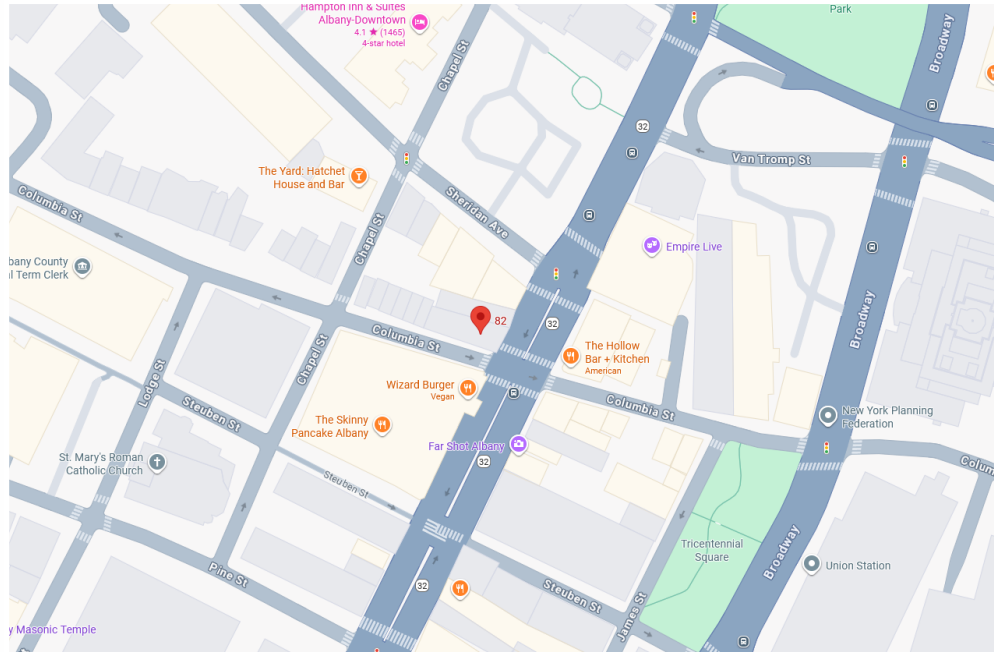 Hampton Inn & Suites
Albany-Downtown
4.1 ★ (1465)
4-star hotel
Park
Broadway
Chapel St
32
Van Tromp St
The Yard: Hatchet
House and Bar
Columbia St
Sheridan Ave
Chapel St
Empire Live
bany County
l Term Clerk
Broadway
82
32
Columbia St
The Hollow
Bar + Kitchen
American
Chapel St
Lodge St
Wizard Burger
Vegan
Columbia St
New York Planning
Federation
Steuben St
The Skinny
Pancake Albany
Far Shot Albany
St. Mary's Roman
Catholic Church
32
Colum
Steuben St
Tricentennial
Square
Broadway
Union Station
Pine St
32
Steuben St
James St
y Masonic Temple